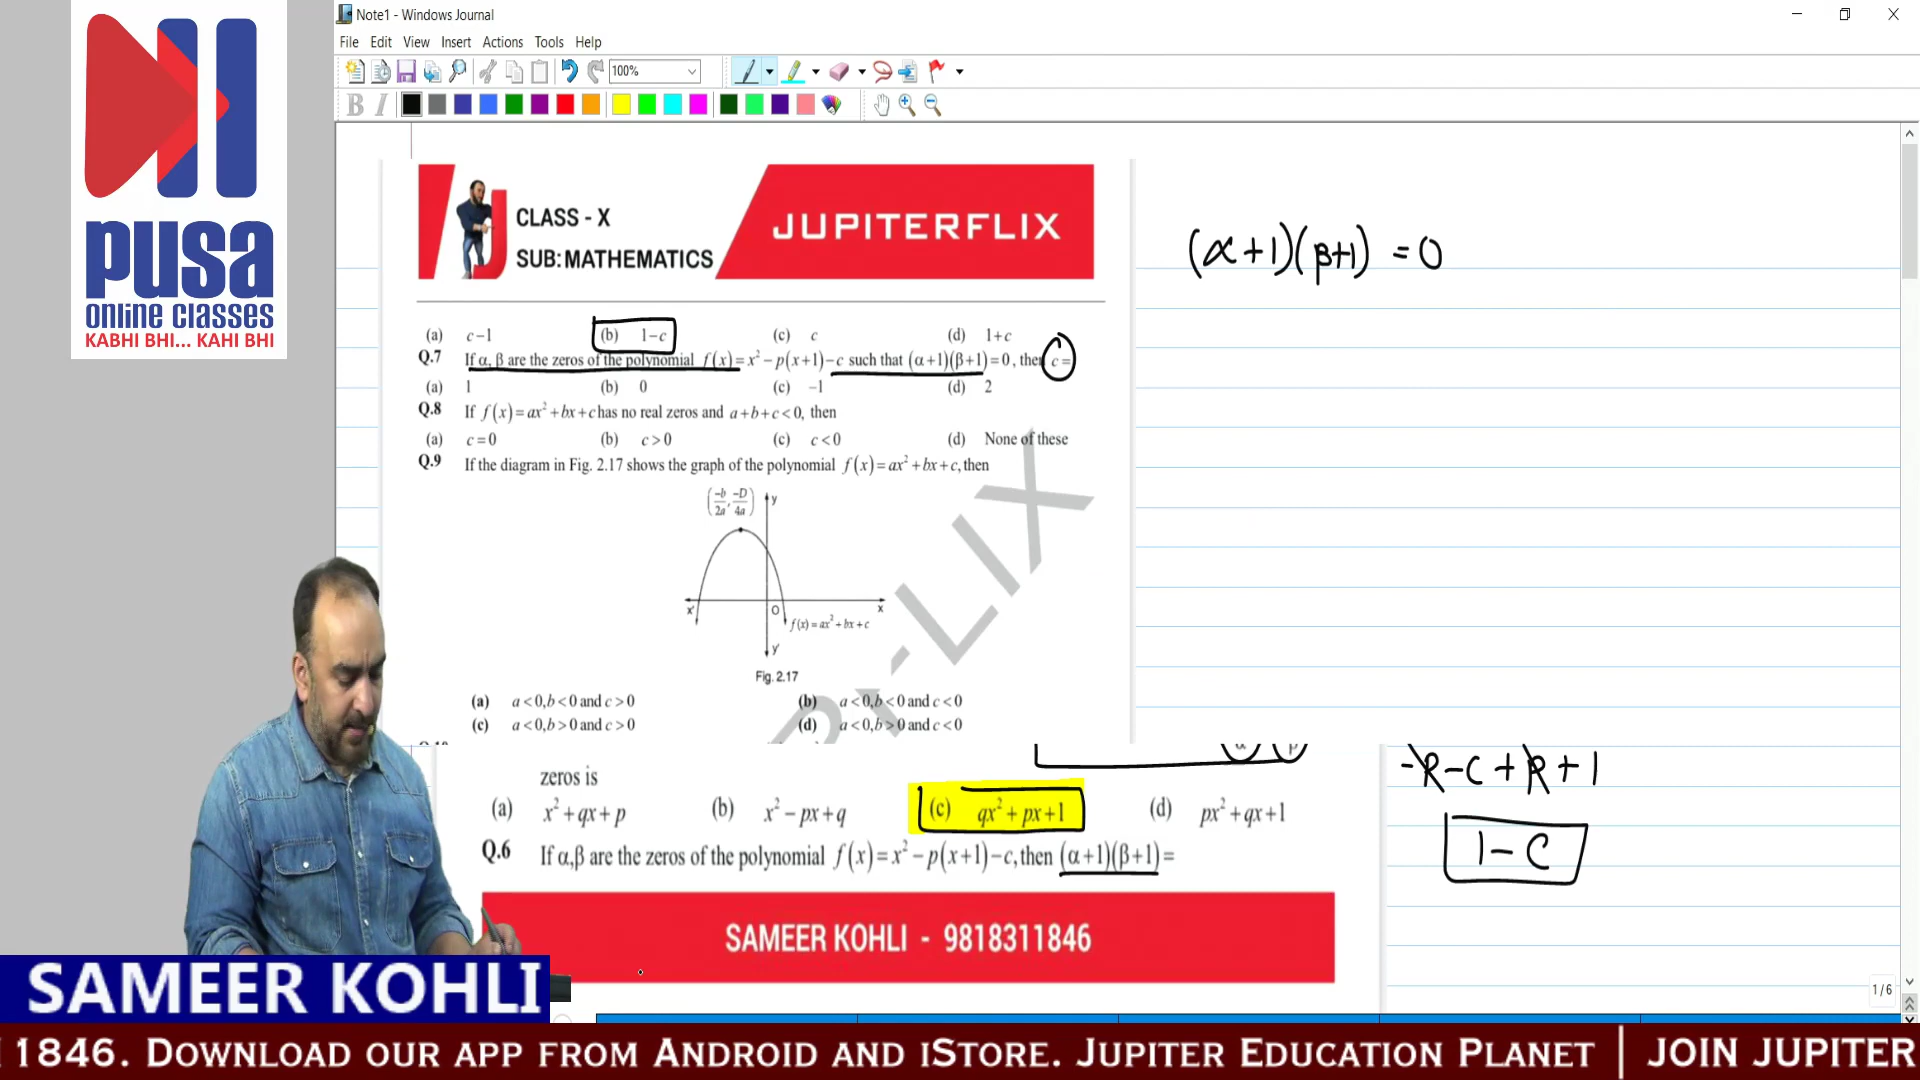 Note1 - Windows Journal
File Edit View Insert Actions Tools Help
100%
B I
PUSA
online classes
KABHI BHI... KAHI BHI
CLASS - X
SUB: MATHEMATICS
JUPITERFLIX
(α+1)(β+1) = 0
(a) c−1 (b) 1−c (c) c (d) 1+c
Q.7 If α, β are the zeros of the polynomial f(x)=x²−p(x+1)−c such that (α+1)(β+1)=0, then c=
(a) 1 (b) 0 (c) −1 (d) 2
Q.8 If f(x)=ax²+bx+c has no real zeros and a+b+c<0, then
(a) c=0 (b) c>0 (c) c<0 (d) None of these
Q.9 If the diagram in Fig. 2.17 shows the graph of the polynomial f(x)=ax²+bx+c, then
(−b/2a, −D/4a) y
x' O x
f(x)=ax²+bx+c
y'
Fig. 2.17
(a) a<0, b<0 and c>0 (b) a<0, b<0 and c<0
(c) a<0, b>0 and c>0 (d) a<0, b>0 and c<0
zeros is
(a) x²+qx+p (b) x²−px+q (c) qx²+px+1 (d) px²+qx+1
Q.6 If α,β are the zeros of the polynomial f(x)=x²−p(x+1)−c, then (α+1)(β+1)=
1−C
SAMEER KOHLI - 9818311846
SAMEER KOHLI
1/6
1846. DOWNLOAD OUR APP FROM ANDROID AND ISTORE. JUPITER EDUCATION PLANET | JOIN JUPITER